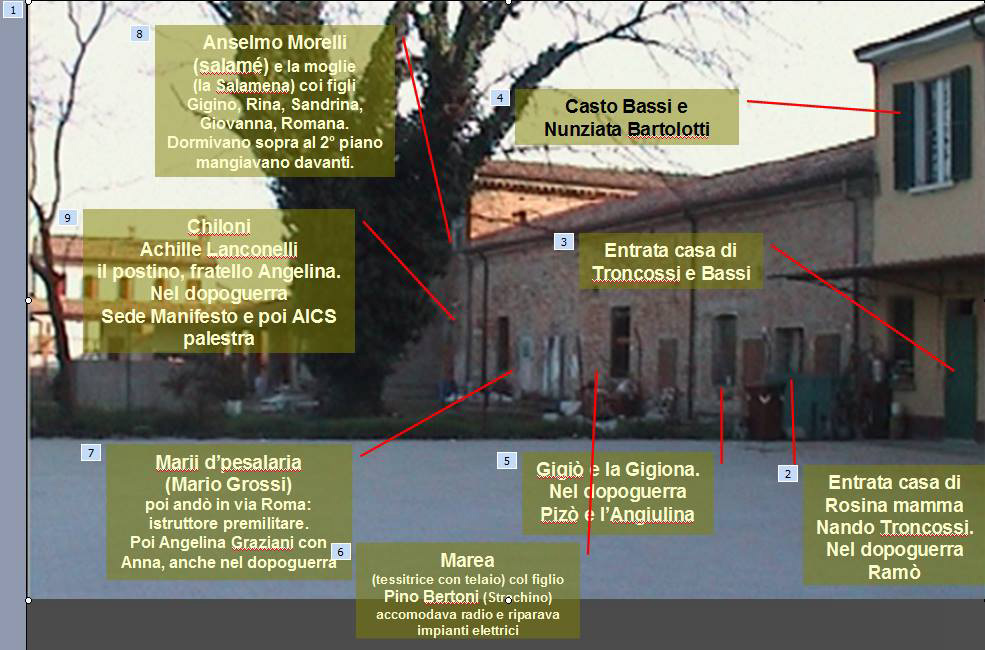 1
8
Anselmo Morelli
(salamé) e la moglie
(la Salamena) coi figli
Gigino, Rina, Sandrina,
Giovanna, Romana.
Dormivano sopra al 2° piano
mangiavano davanti.
4
Casto Bassi e
Nunziata Bartolotti
9
Chiloni
Achille Lanconelli
il postino, fratello Angelina.
Nel dopoguerra
Sede Manifesto e poi AICS
palestra
3
Entrata casa di
Troncossi e Bassi
7
Marii d'pesalaria
(Mario Grossi)
poi andò in via Roma:
istruttore premilitare.
Poi Angelina Graziani con
Anna, anche nel dopoguerra
5
Gigiò e la Gigiona.
Nel dopoguerra
Pizò e l'Angiulina
2
Entrata casa di
Rosina mamma
Nando Troncossi.
Nel dopoguerra
Ramò
6
Marea
(tessitrice con telaio) col figlio
Pino Bertoni (Strochino)
accomodava radio e riparava
impianti elettrici